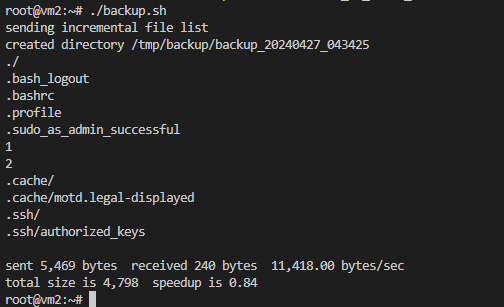 root@vm2:~# ./backup.sh
sending incremental file list
created directory /tmp/backup/backup_20240427_043425
./
.bash_logout
.bashrc
.profile
.sudo_as_admin_successful
1
2
.cache/
.cache/motd.legal-displayed
.ssh/
.ssh/authorized_keys
sent 5,469 bytes  received 240 bytes  11,418.00 bytes/sec
total size is 4,798  speedup is 0.84
root@vm2:~#